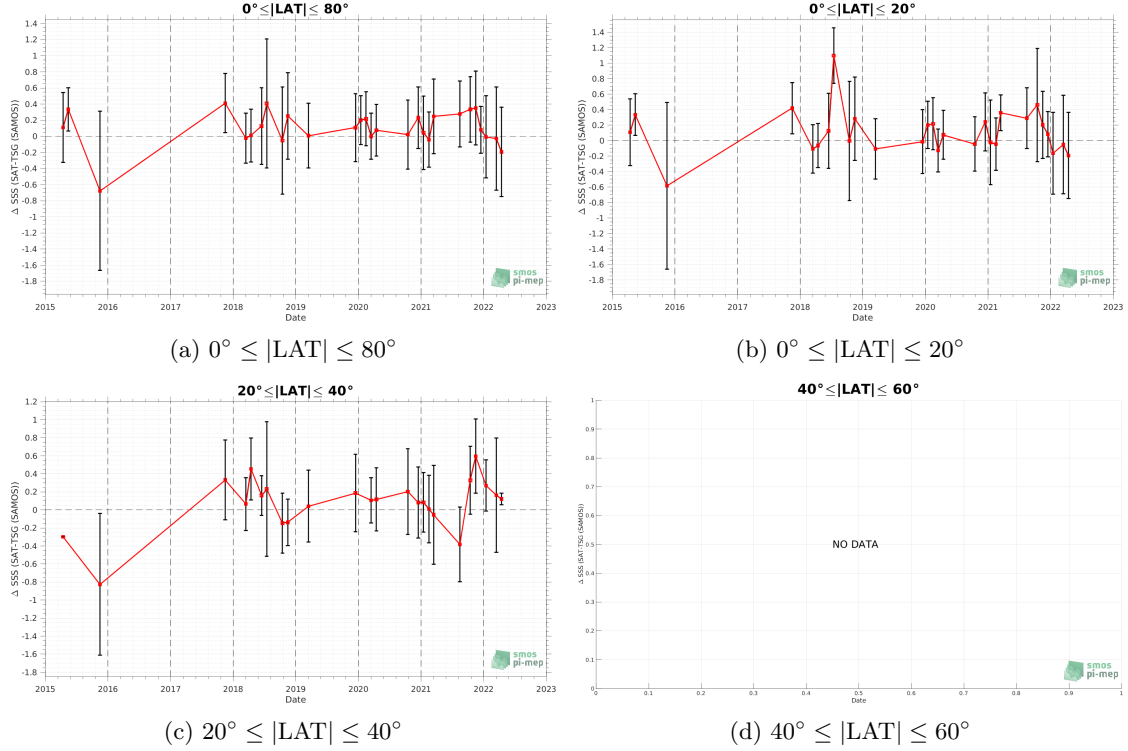 0°≤|LAT|≤ 80°
Δ SSS (SAT-TSG (SAMOS))
1.4
1.2
1
0.8
0.6
0.4
0.2
0
-0.2
-0.4
-0.6
-0.8
-1
-1.2
-1.4
-1.6
-1.8
2015 2016 2017 2018 2019 2020 2021 2022 2023
Date
smos
pi-mep
(a) 0° ≤ |LAT| ≤ 80°
0°≤|LAT|≤ 20°
Δ SSS (SAT-TSG (SAMOS))
1.4
1.2
1
0.8
0.6
0.4
0.2
0
-0.2
-0.4
-0.6
-0.8
-1
-1.2
-1.4
-1.6
-1.8
2015 2016 2017 2018 2019 2020 2021 2022 2023
Date
smos
pi-mep
(b) 0° ≤ |LAT| ≤ 20°
20°≤|LAT|≤ 40°
Δ SSS (SAT-TSG (SAMOS))
1.2
1
0.8
0.6
0.4
0.2
0
-0.2
-0.4
-0.6
-0.8
-1
-1.2
-1.4
-1.6
-1.8
2015 2016 2017 2018 2019 2020 2021 2022 2023
Date
smos
pi-mep
(c) 20° ≤ |LAT| ≤ 40°
40°≤|LAT|≤ 60°
Δ SSS (SAT-TSG (SAMOS))
1
0.9
0.8
0.7
0.6
0.5
0.4
0.3
0.2
0.1
0
NO DATA
0 0.1 0.2 0.3 0.4 0.5 0.6 0.7 0.8 0.9 1
Date
smos
pi-mep
(d) 40° ≤ |LAT| ≤ 60°